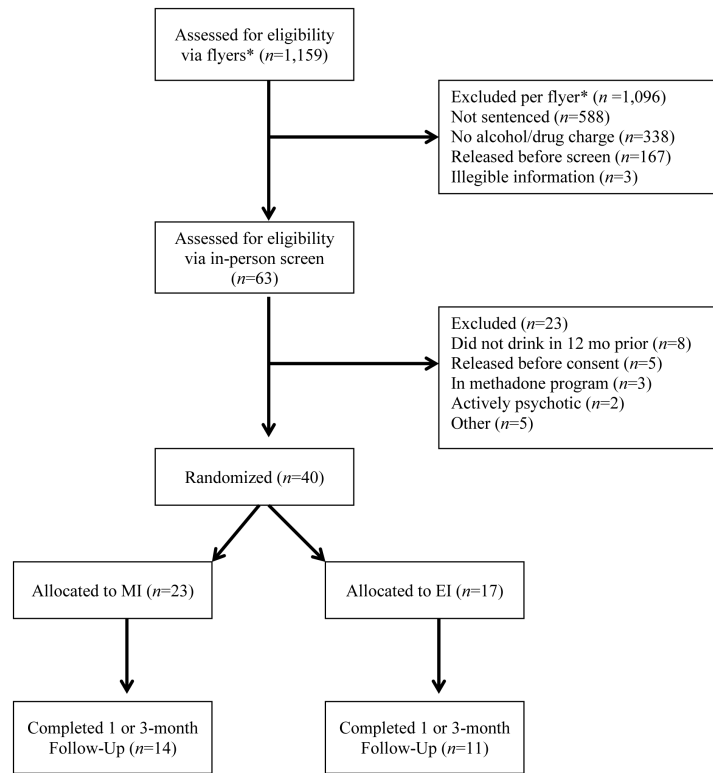 Assessed for eligibility
via flyers* (n=1,159)
Excluded per flyer* (n =1,096)
Not sentenced (n=588)
No alcohol/drug charge (n=338)
Released before screen (n=167)
Illegible information (n=3)
Assessed for eligibility
via in-person screen
(n=63)
Excluded (n=23)
Did not drink in 12 mo prior (n=8)
Released before consent (n=5)
In methadone program (n=3)
Actively psychotic (n=2)
Other (n=5)
Randomized (n=40)
Allocated to MI (n=23)
Allocated to EI (n=17)
Completed 1 or 3-month
Follow-Up (n=14)
Completed 1 or 3-month
Follow-Up (n=11)